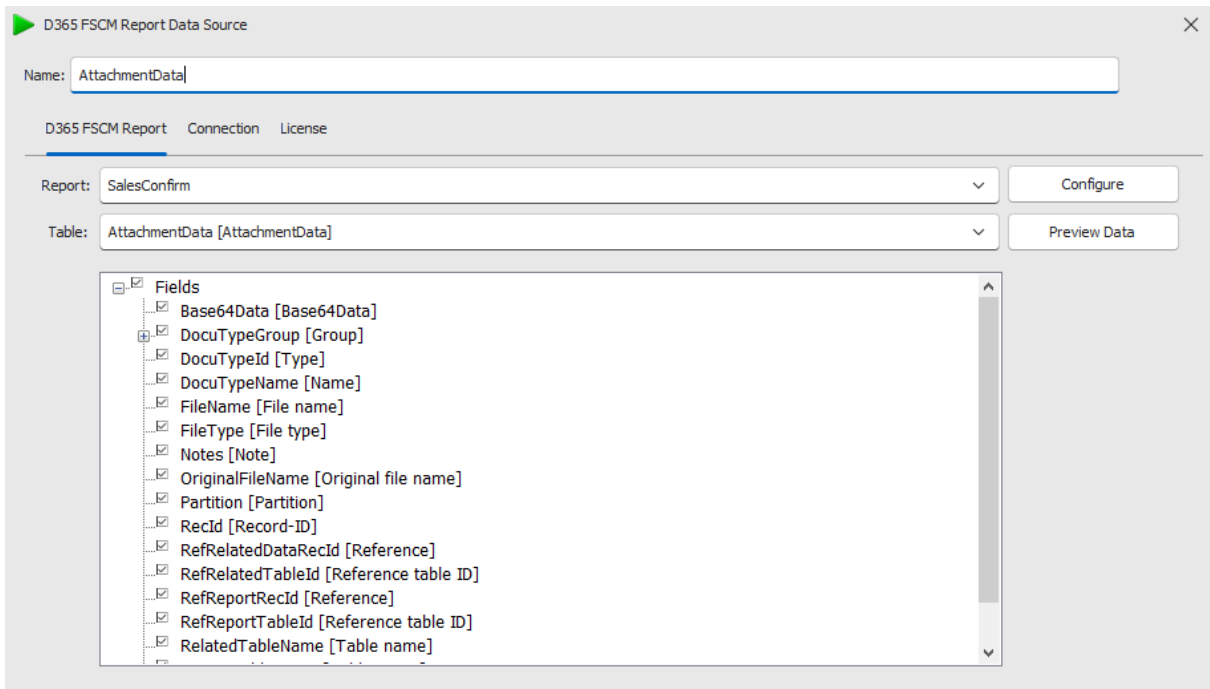 D365 FSCM Report Data Source
Name: AttachmentData
D365 FSCM Report Connection License
Report: SalesConfirm Configure
Table: AttachmentData [AttachmentData] Preview Data
Fields
Base64Data [Base64Data]
DocuTypeGroup [Group]
DocuTypeId [Type]
DocuTypeName [Name]
FileName [File name]
FileType [File type]
Notes [Note]
OriginalFileName [Original file name]
Partition [Partition]
RecId [Record-ID]
RefRelatedDataRecId [Reference]
RefRelatedTableId [Reference table ID]
RefReportRecId [Reference]
RefReportTableId [Reference table ID]
RelatedTableName [Table name]